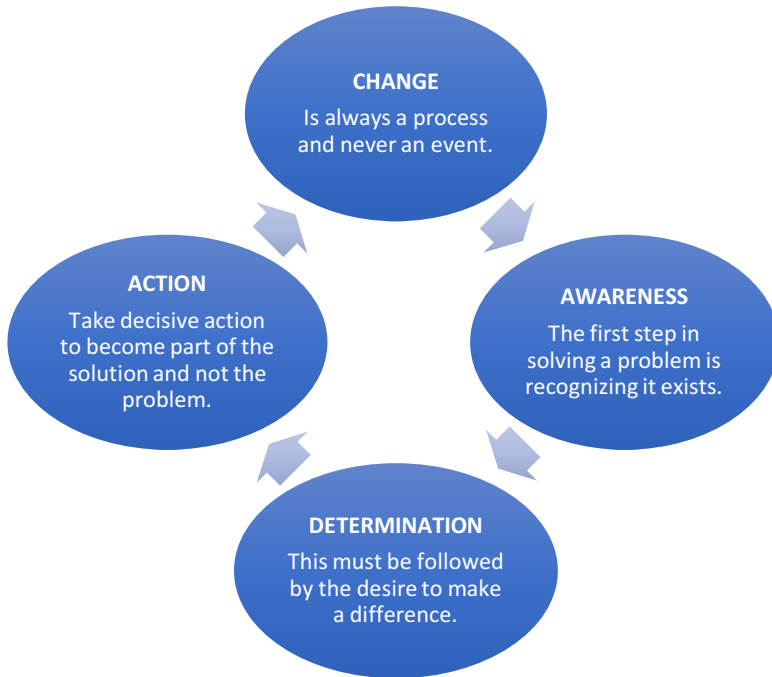 CHANGE
Is always a process
and never an event.
AWARENESS
The first step in
solving a problem is
recognizing it exists.
DETERMINATION
This must be followed
by the desire to make
a difference.
ACTION
Take decisive action
to become part of the
solution and not the
problem.